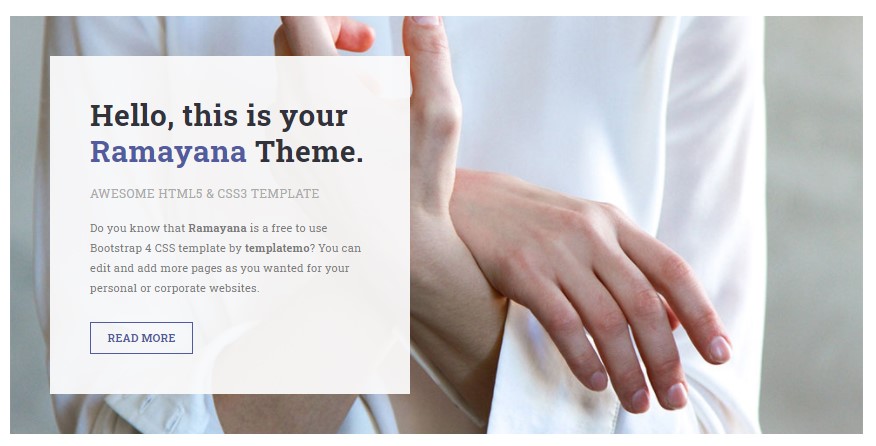 Hello, this is your
Ramayana Theme.
AWESOME HTML5 & CSS3 TEMPLATE
Do you know that Ramayana is a free to use
Bootstrap 4 CSS template by templatemo? You can
edit and add more pages as you wanted for your
personal or corporate websites.
READ MORE